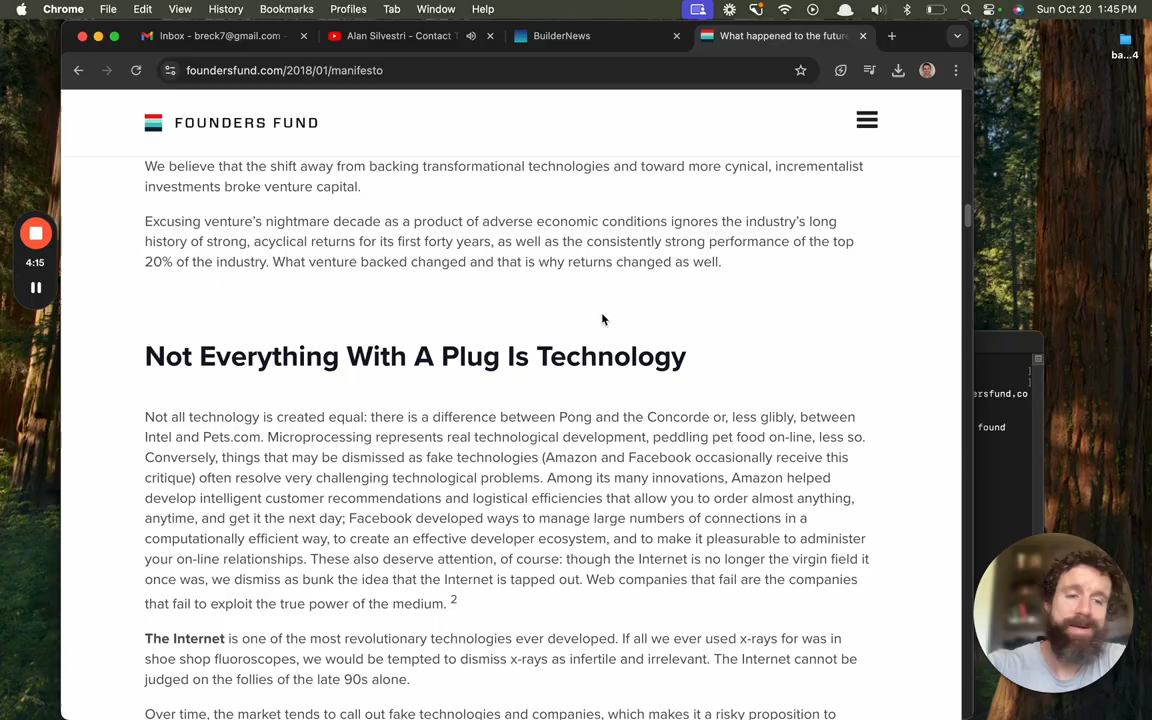 Chrome File Edit View History Bookmarks Profiles Tab Window Help Sun Oct 20 1:45 PM
Inbox - breck7@gmail.com - Alan Silvestri - Contact T BuilderNews What happened to the future
ba...4
foundersfund.com/2018/01/manifesto
FOUNDERS FUND
We believe that the shift away from backing transformational technologies and toward more cynical, incrementalist
investments broke venture capital.
Excusing venture’s nightmare decade as a product of adverse economic conditions ignores the industry’s long
history of strong, acyclical returns for its first forty years, as well as the consistently strong performance of the top
20% of the industry. What venture backed changed and that is why returns changed as well.
4:15
Not Everything With A Plug Is Technology
ersfund.co
found
Not all technology is created equal: there is a difference between Pong and the Concorde or, less glibly, between
Intel and Pets.com. Microprocessing represents real technological development, peddling pet food on-line, less so.
Conversely, things that may be dismissed as fake technologies (Amazon and Facebook occasionally receive this
critique) often resolve very challenging technological problems. Among its many innovations, Amazon helped
develop intelligent customer recommendations and logistical efficiencies that allow you to order almost anything,
anytime, and get it the next day; Facebook developed ways to manage large numbers of connections in a
computationally efficient way, to create an effective developer ecosystem, and to make it pleasurable to administer
your on-line relationships. These also deserve attention, of course: though the Internet is no longer the virgin field it
once was, we dismiss as bunk the idea that the Internet is tapped out. Web companies that fail are the companies
that fail to exploit the true power of the medium. 2
The Internet is one of the most revolutionary technologies ever developed. If all we ever used x-rays for was in
shoe shop fluoroscopes, we would be tempted to dismiss x-rays as infertile and irrelevant. The Internet cannot be
judged on the follies of the late 90s alone.
Over time, the market tends to call out fake technologies and companies, which makes it a risky proposition to